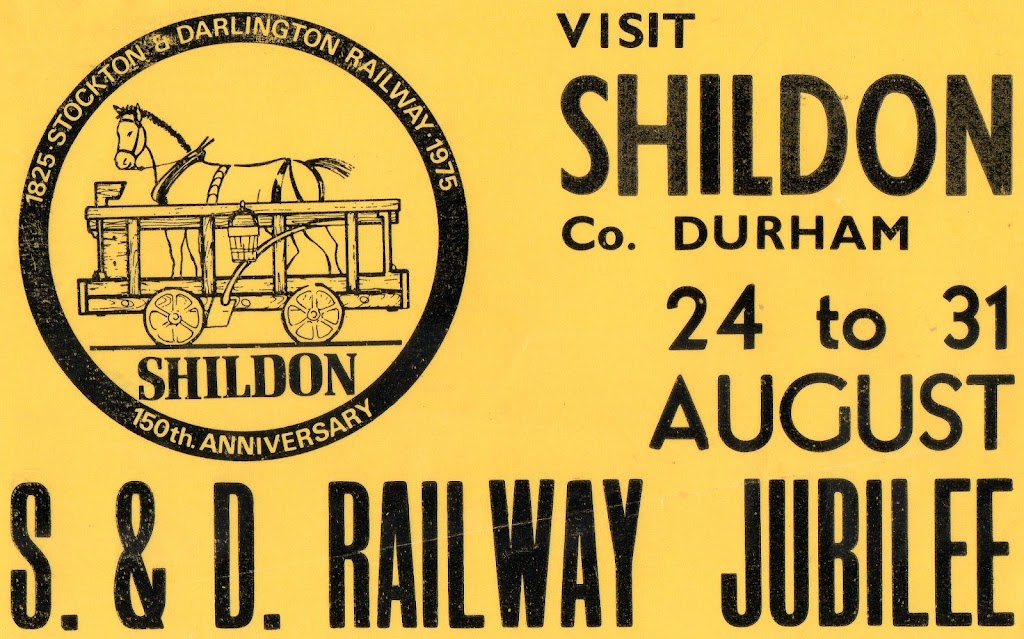 1825 · STOCKTON & DARLINGTON RAILWAY · 1975
SHILDON
150th. ANNIVERSARY
VISIT
SHILDON
Co. DURHAM
24 to 31
AUGUST
S. & D. RAILWAY JUBILEE